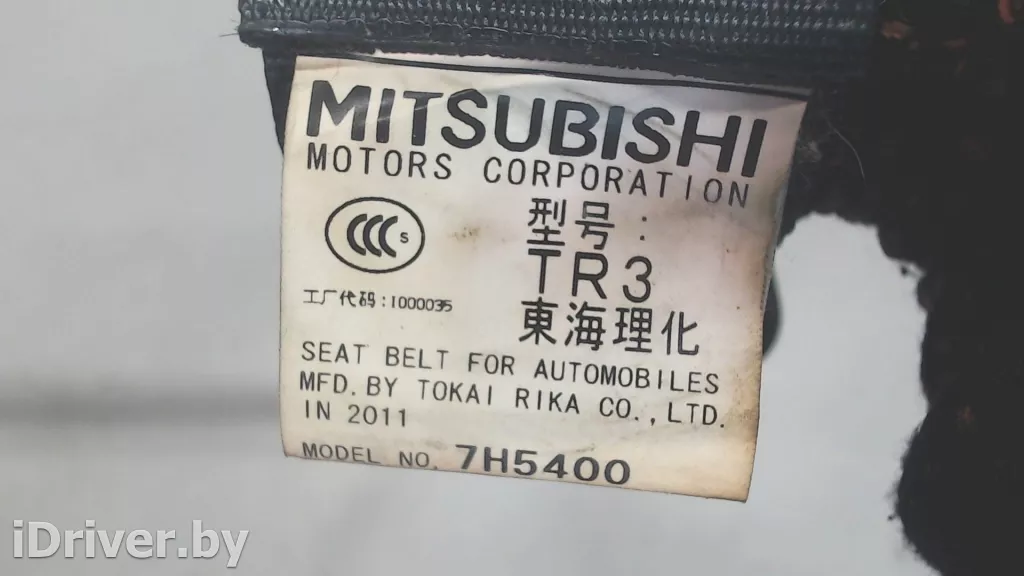 MITSUBISHI
MOTORS CORPORATION
CCC S
型号:
TR3
工厂代码:1000035
東海理化
SEAT BELT FOR AUTOMOBILES
MFD. BY TOKAI RIKA CO.,LTD.
IN 2011
MODEL NO. 7H5400
iDriver.by